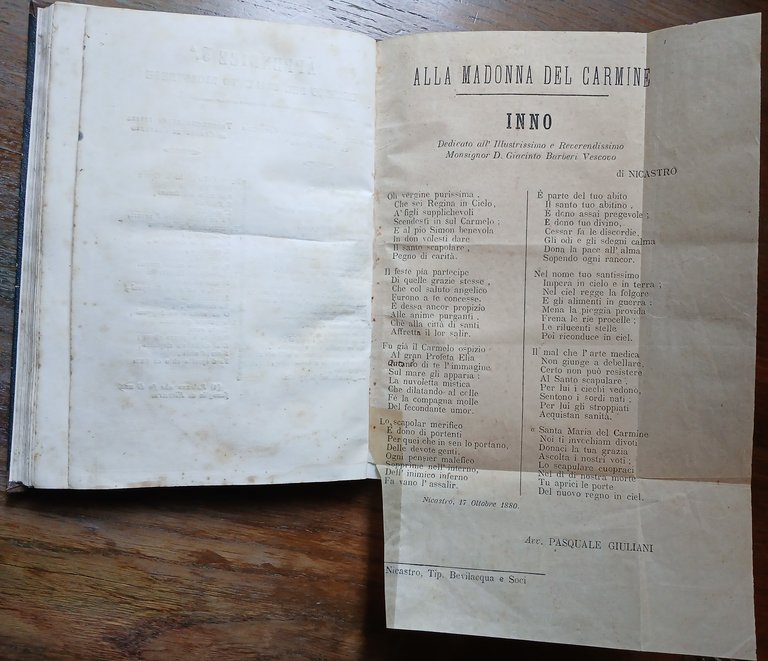 ALLA MADONNA DEL CARMINE
INNO
Dedicato all' Illustrissimo e Reverendissimo
Monsignor D. Giacinto Barberi Vescovo
di NICASTRO
Oh vergine purissima,
Che sei Regina in Cielo,
A' figli supplichevoli
Scendesti in sul Carmelo;
E al pio Simon benevola
In don volesti dare
Il santo scapolare,
Pegno di carità.
Il feste pia partecipe
Di quelle grazie stesse,
Che col saluto angelico
Furono a te concesse.
E dessa ancor propizio
Alle anime purganti;
Chè alla città di santi
Affretta il lor salir.
Fu già il Carmelo ospizio
Al gran Profeta Elia
Quando di te l'immagine
Sul mare gli apparìa:
La nuvoletta mistica
Che dilatando al colle
Fè la compagna molle
Del fecondante umor.
Lo scapolar merifico
È dono di portenti
Per quei che in sen lo portano,
Delle devote genti.
Ogni pensier malefico
Sopprime nell'interno,
Dell'inimico inferno
Fa vano l'assalir.
È parte del tuo abito
Il santo tuo abitino,
E dono assai pregevole;
E dono tuo divino,
Cessar fa le discordie,
Gli odi e gli sdegni calma
Dona la pace all'alma
Sopendo ogni rancor.
Nel nome tuo santissimo
Impera in cielo e in terra;
Nel ciel regge la folgore
E gli alimenti in guerra;
Mena la pioggia provida
Frena le rie procelle;
Le rilucenti stelle
Poi riconduce in ciel.
Il mal che l'arte medica
Non giunge a debellare,
Certo non può resistere
Al Santo scapulare;
Per lui i ciechi vedono,
Sentono i sordi nati;
Per lui gli stroppiati
Acquistan sanità.
Santa Maria del Carmine
Noi ti invochiam divoti
Donaci la tua grazia
Ascolta i nostri voti;
Lo scapulare cuopraci
Nel dì di nostra morte
Tu aprici le porte
Del nuovo regno in ciel.
Nicastro, 17 Ottobre 1880.
Avv. PASQUALE GIULIANI
Nicastro, Tip. Bevilacqua e Soci